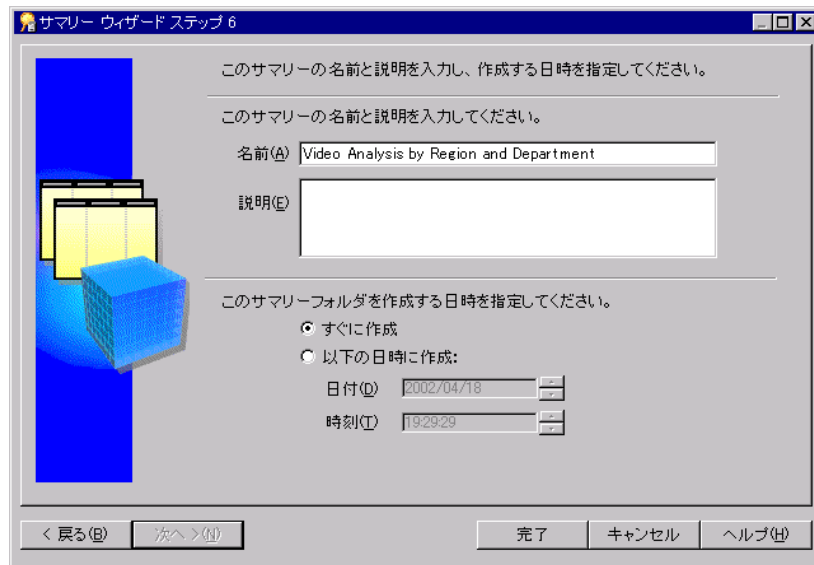 サマリー ウィザード ステップ 6
このサマリーの名前と説明を入力し、作成する日時を指定してください。
このサマリーの名前と説明を入力してください。
名前(A) Video Analysis by Region and Department
説明(E)
このサマリーフォルダを作成する日時を指定してください。
すぐに作成
以下の日時に作成:
日付(D) 2002/04/18
時刻(T) 19:29:29
< 戻る(B) 次へ >(N) 完了 キャンセル ヘルプ(H)